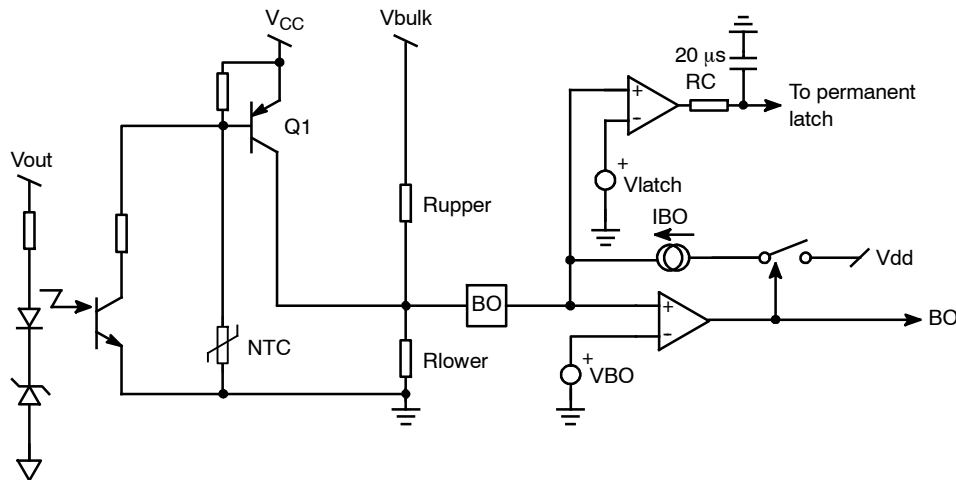 VCC
Vbulk
20 μs
RC
To permanent
latch
Q1
Vout
Vlatch
Rupper
IBO
Vdd
BO
BO
NTC
Rlower
VBO
+
-
+
+
-
+